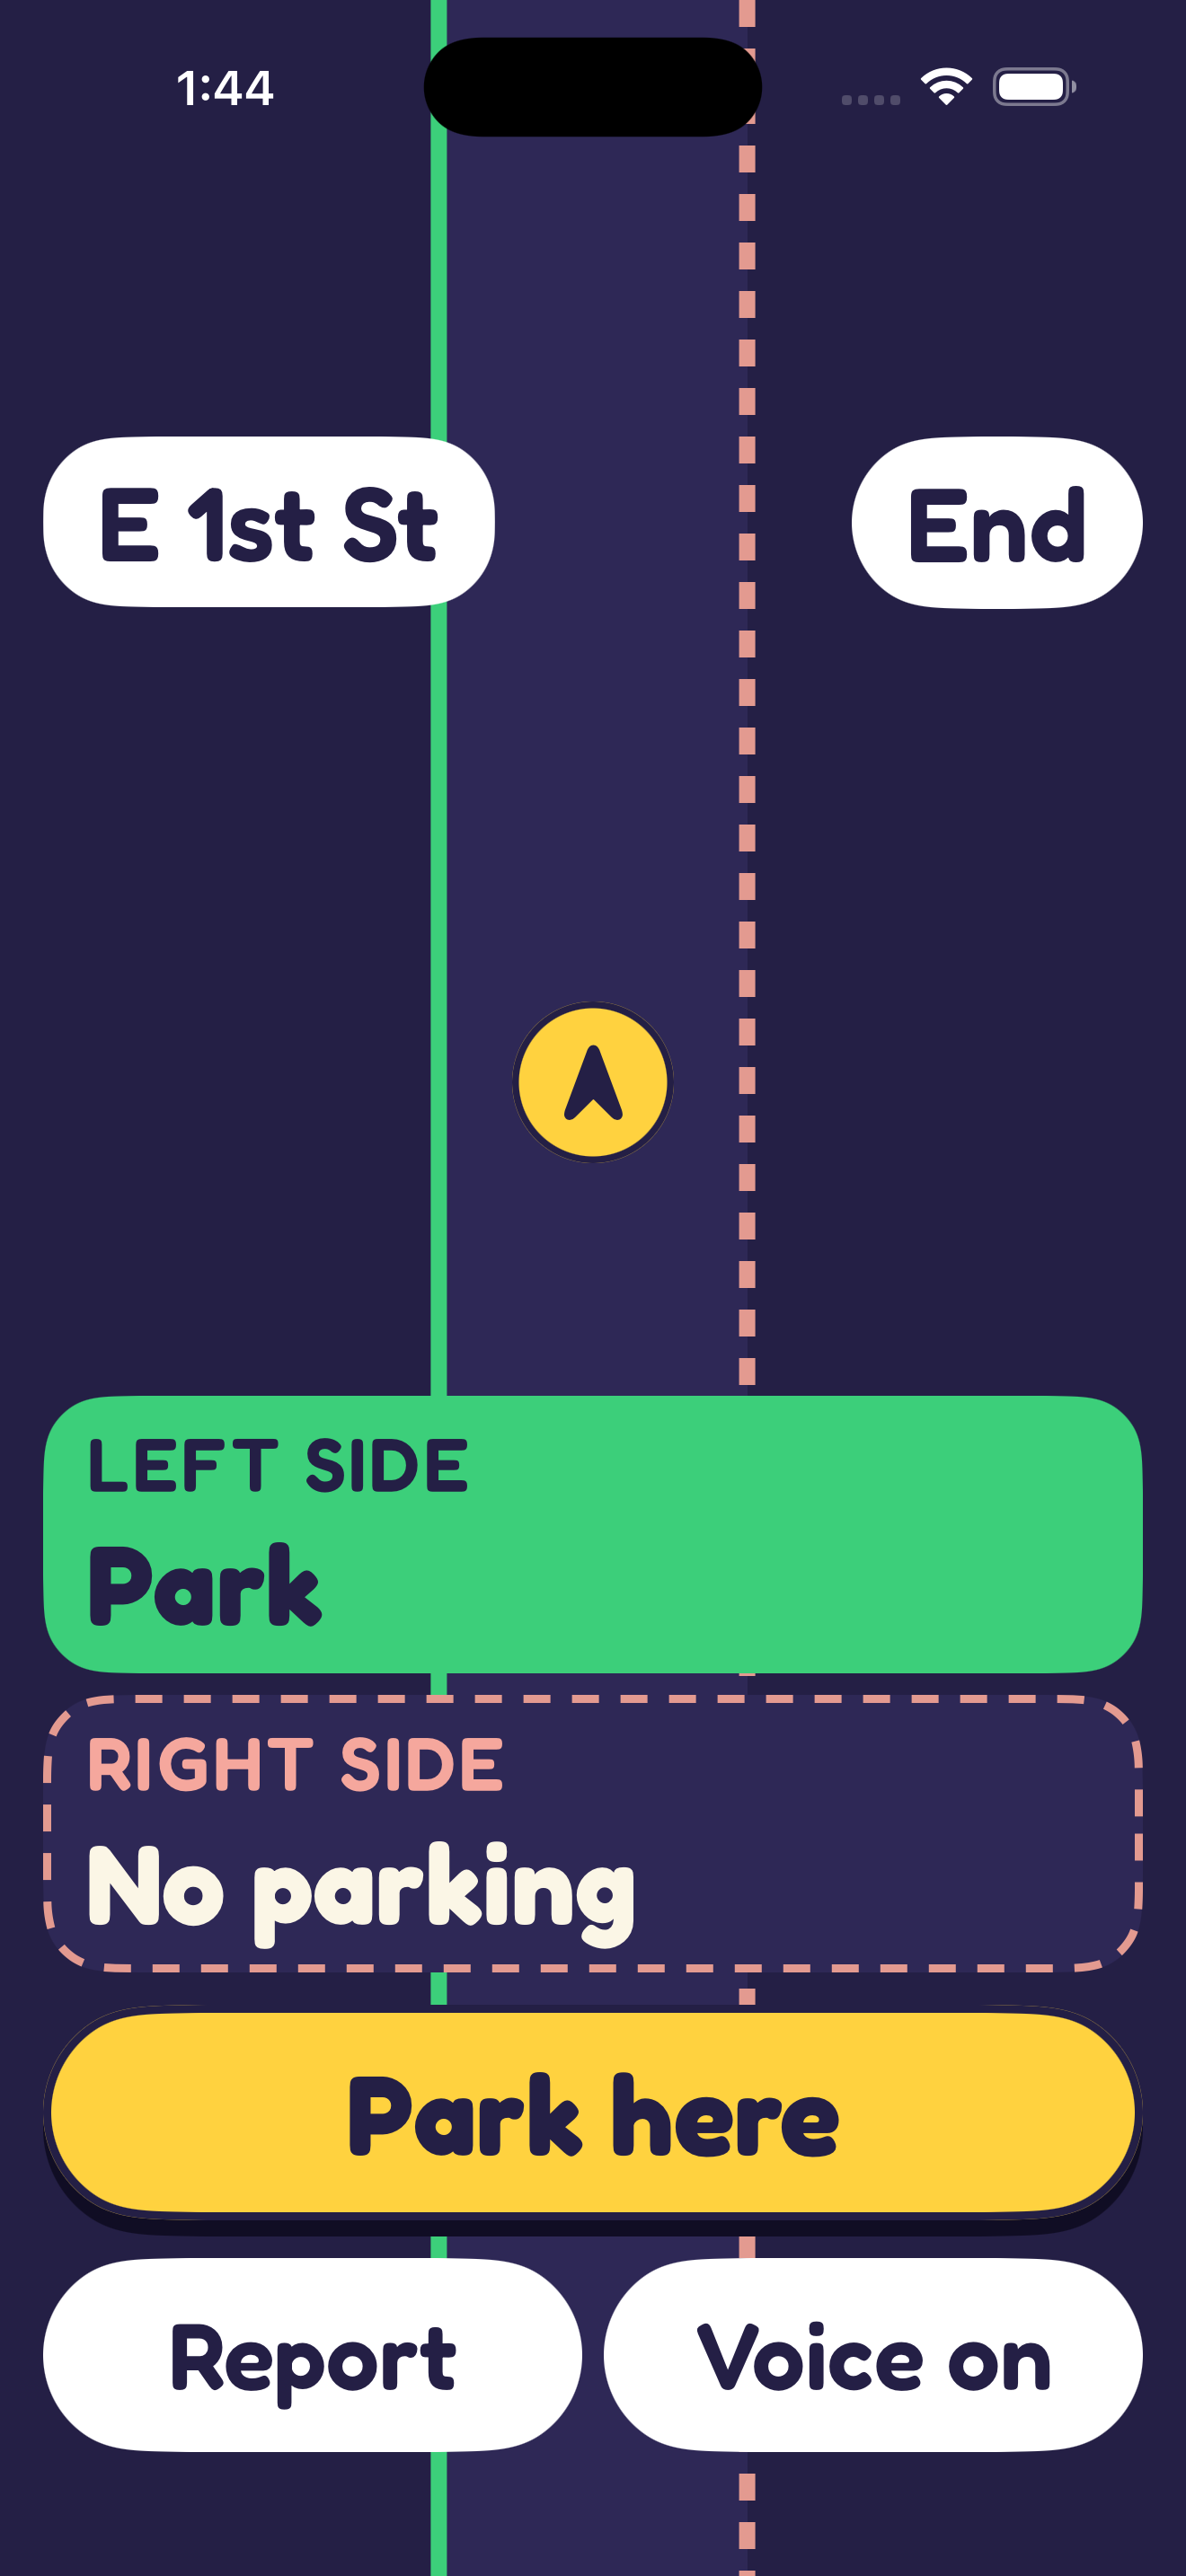 1:44
E 1st St
End
LEFT SIDE
Park
RIGHT SIDE
No parking
Park here
Report
Voice on